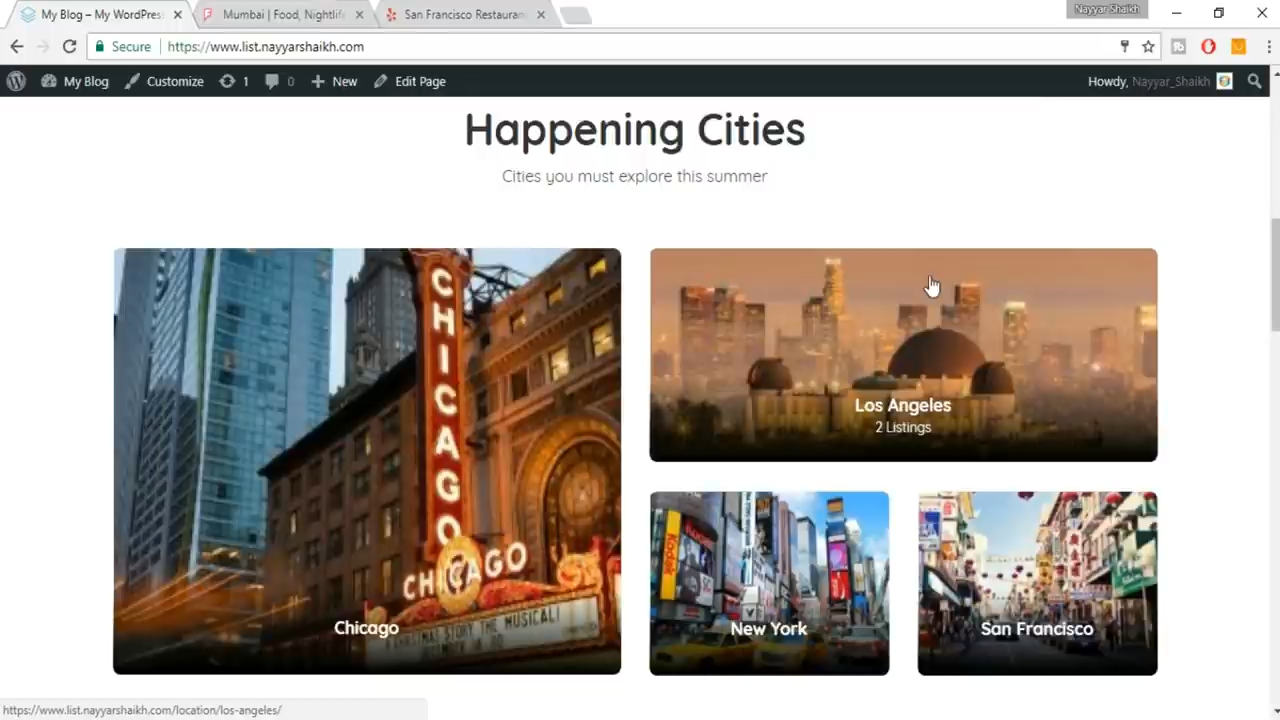 My Blog – My WordPres
Mumbai | Food, Nightlif
San Francisco Restauran
Nayyar Shaikh
Secure
https://www.list.nayyarshaikh.com
My Blog
Customize
1
0
New
Edit Page
Howdy, Nayyar_Shaikh
Happening Cities
Cities you must explore this summer
CHICAGO
CHICAGO
Chicago
Los Angeles
2 Listings
Kodak
New York
San Francisco
https://www.list.nayyarshaikh.com/location/los-angeles/